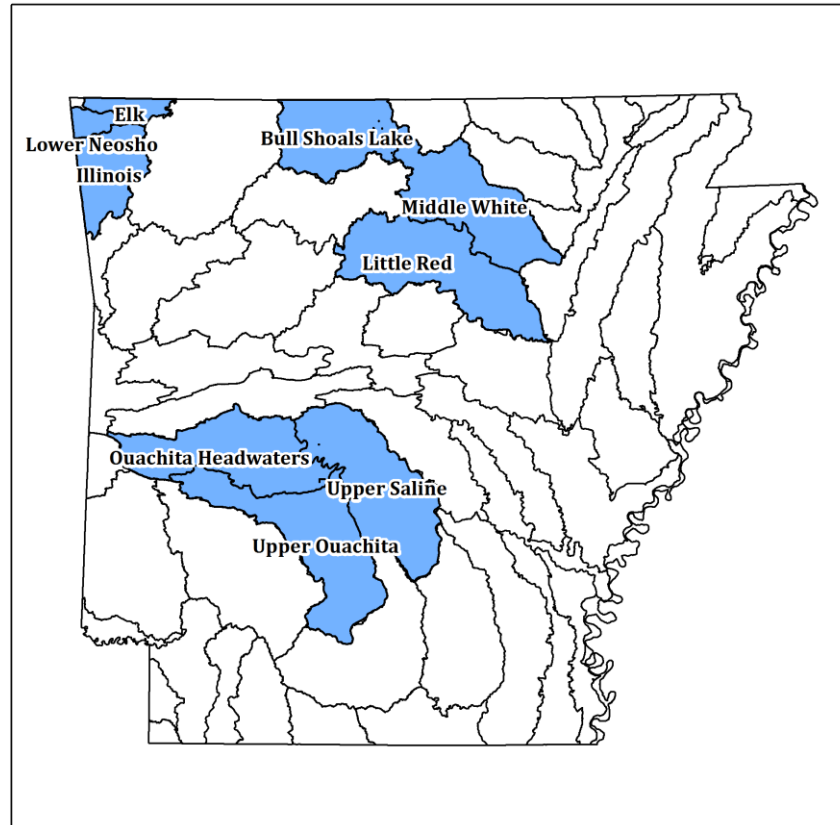 Elk
Bull Shoals Lake
Lower Neosho
Illinois
Middle White
Little Red
Ouachita Headwaters
Upper Saline
Upper Ouachita